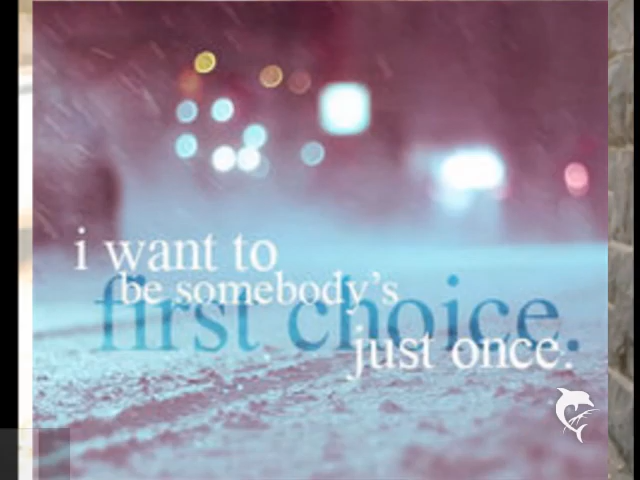 i want to
be somebody's
first choice.
just once.